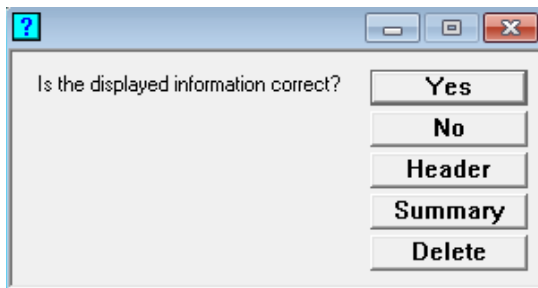 ?
Is the displayed information correct?
Yes
No
Header
Summary
Delete